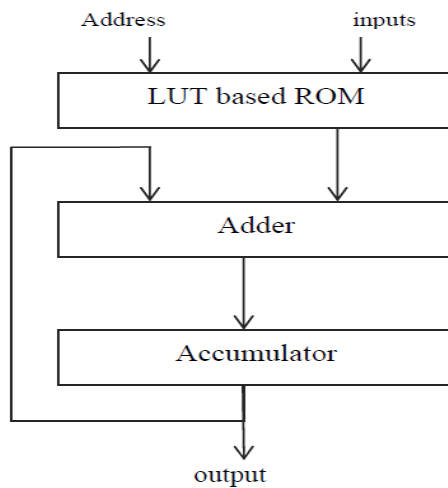 Address inputs
LUT based ROM
Adder
Accumulator
output